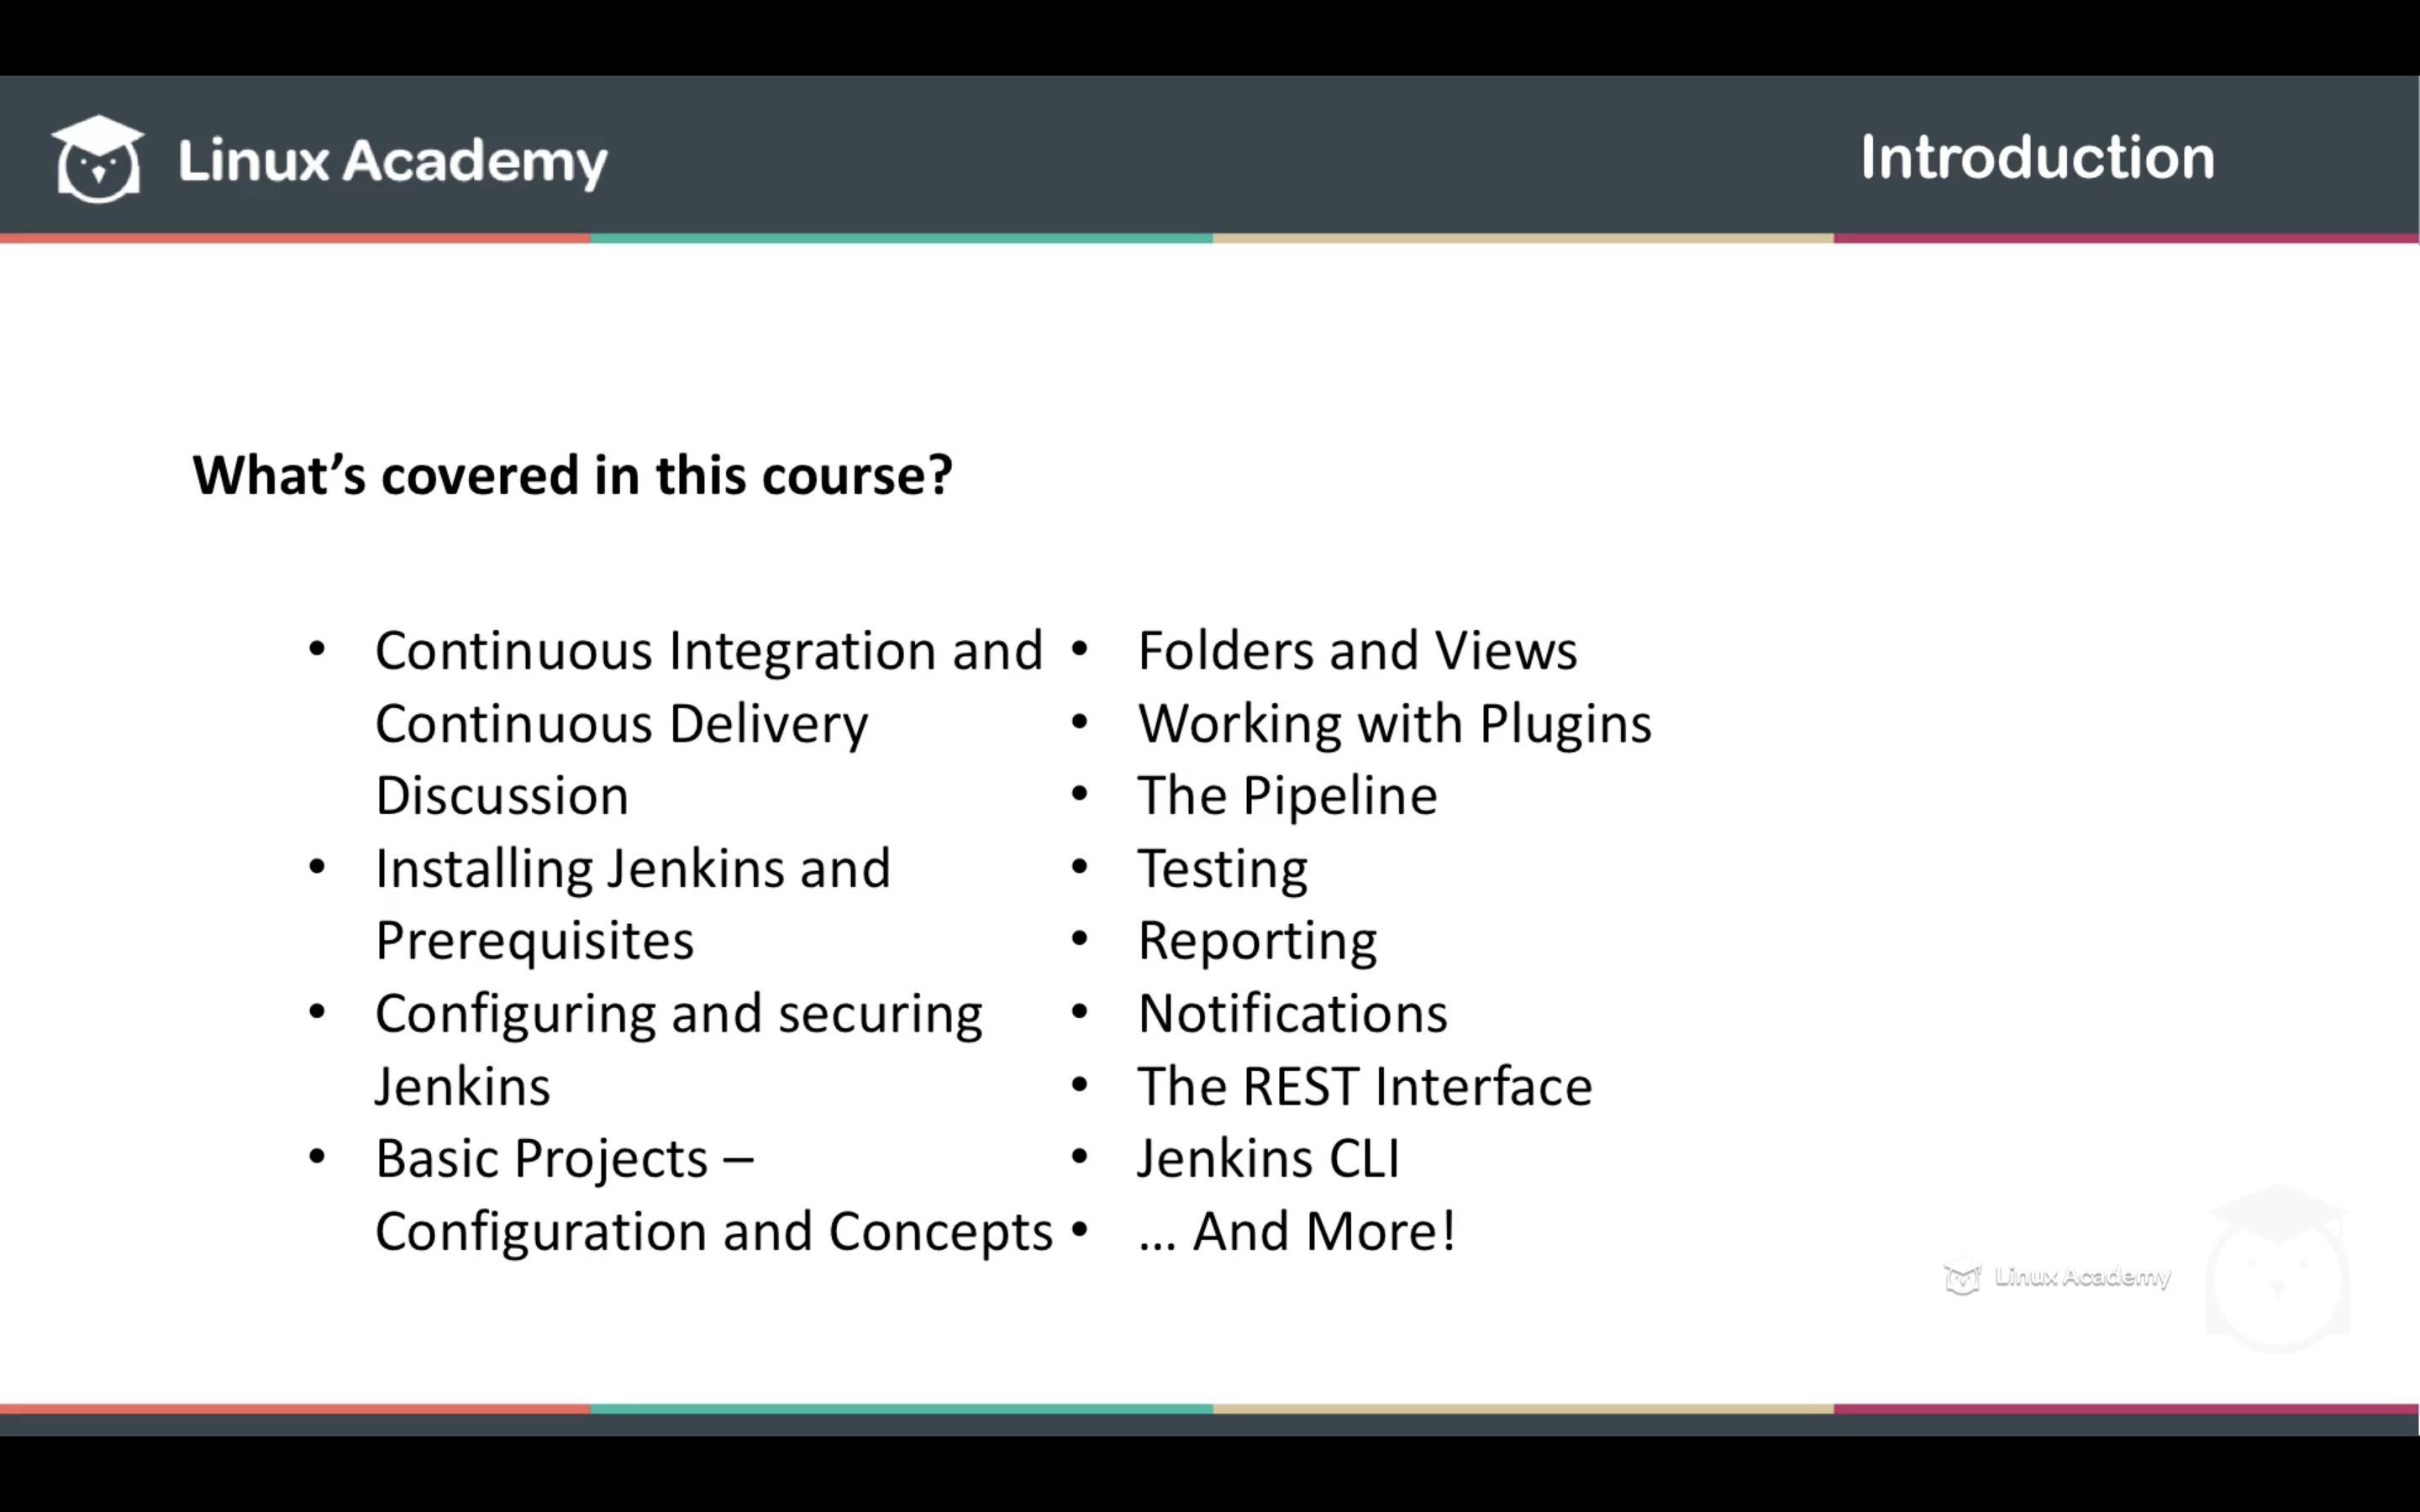 Linux Academy
Introduction
What’s covered in this course?
• Continuous Integration and
Continuous Delivery
Discussion
• Installing Jenkins and
Prerequisites
• Configuring and securing
Jenkins
• Basic Projects –
Configuration and Concepts
• Folders and Views
• Working with Plugins
• The Pipeline
• Testing
• Reporting
• Notifications
• The REST Interface
• Jenkins CLI
• ... And More!
Linux Academy